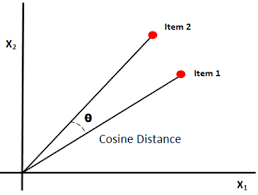 Item 2
X2
Item 1
θ
Cosine Distance
X1